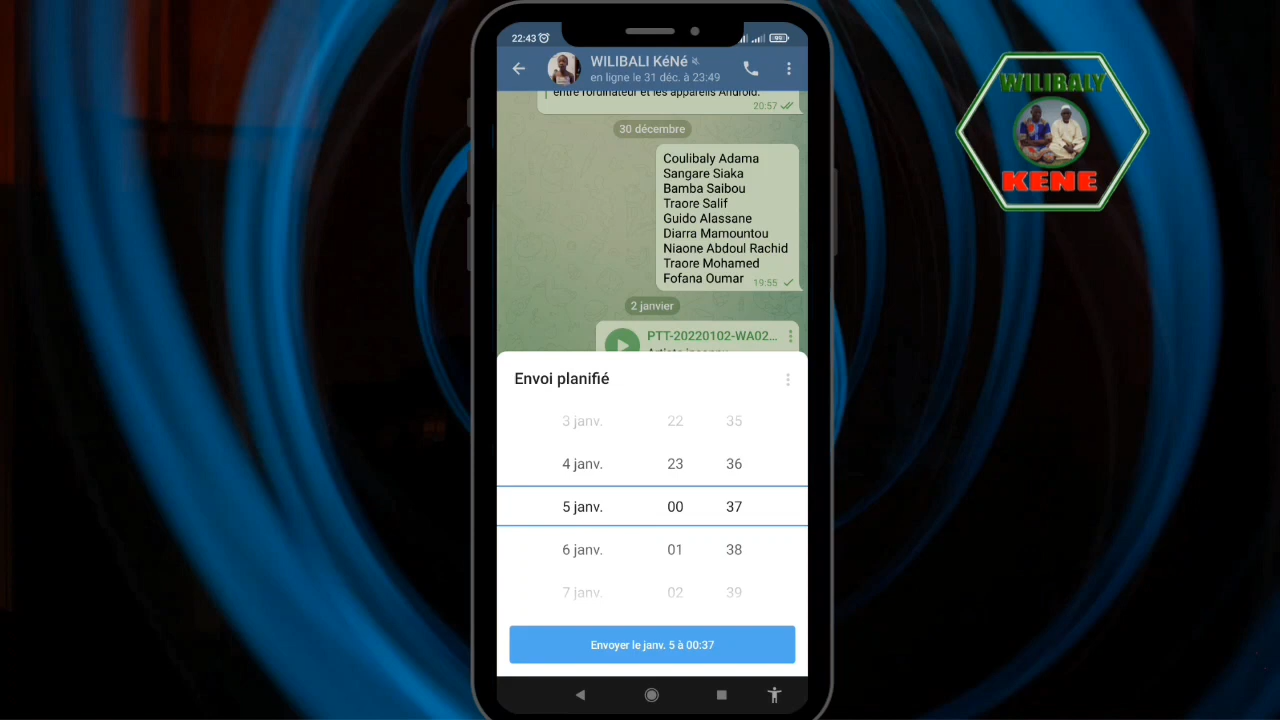 22:43
99
WILIBALI KéNé
en ligne le 31 déc. à 23:49
entre l'ordinateur et les appareils Android.
20:57
30 décembre
Coulibaly Adama
Sangare Siaka
Bamba Saibou
Traore Salif
Guido Alassane
Diarra Mamountou
Niaone Abdoul Rachid
Traore Mohamed
Fofana Oumar
19:55
2 janvier
PTT-20220102-WA02...
Artiste inconnu
Envoi planifié
3 janv. 22 35
4 janv. 23 36
5 janv. 00 37
6 janv. 01 38
7 janv. 02 39
Envoyer le janv. 5 à 00:37
WILIBALY
KENE